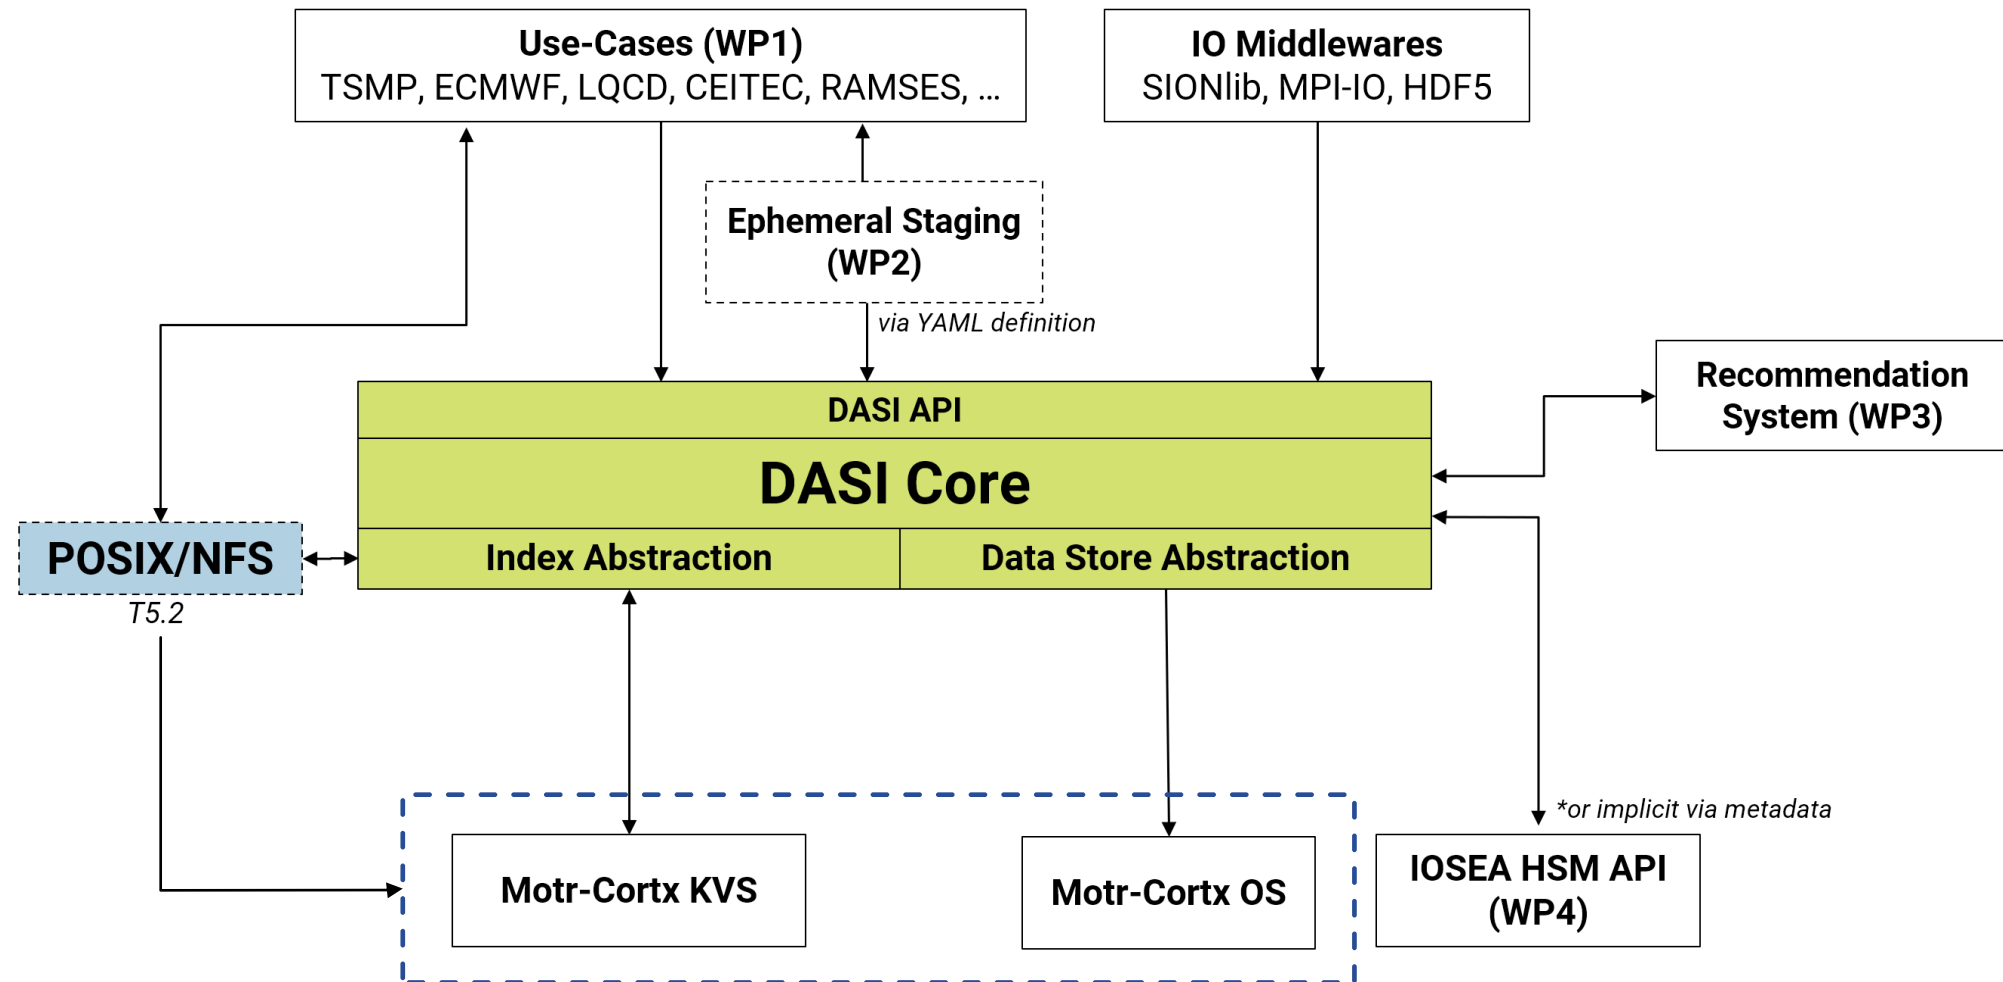 Use-Cases (WP1)
TSMP, ECMWF, LQCD, CEITEC, RAMSES, ...
IO Middlewares
SIONlib, MPI-IO, HDF5
Ephemeral Staging
(WP2)
via YAML definition
Recommendation
System (WP3)
DASI API
DASI Core
Index Abstraction
Data Store Abstraction
POSIX/NFS
T5.2
*or implicit via metadata
Motr-Cortx KVS
Motr-Cortx OS
IOSEA HSM API
(WP4)